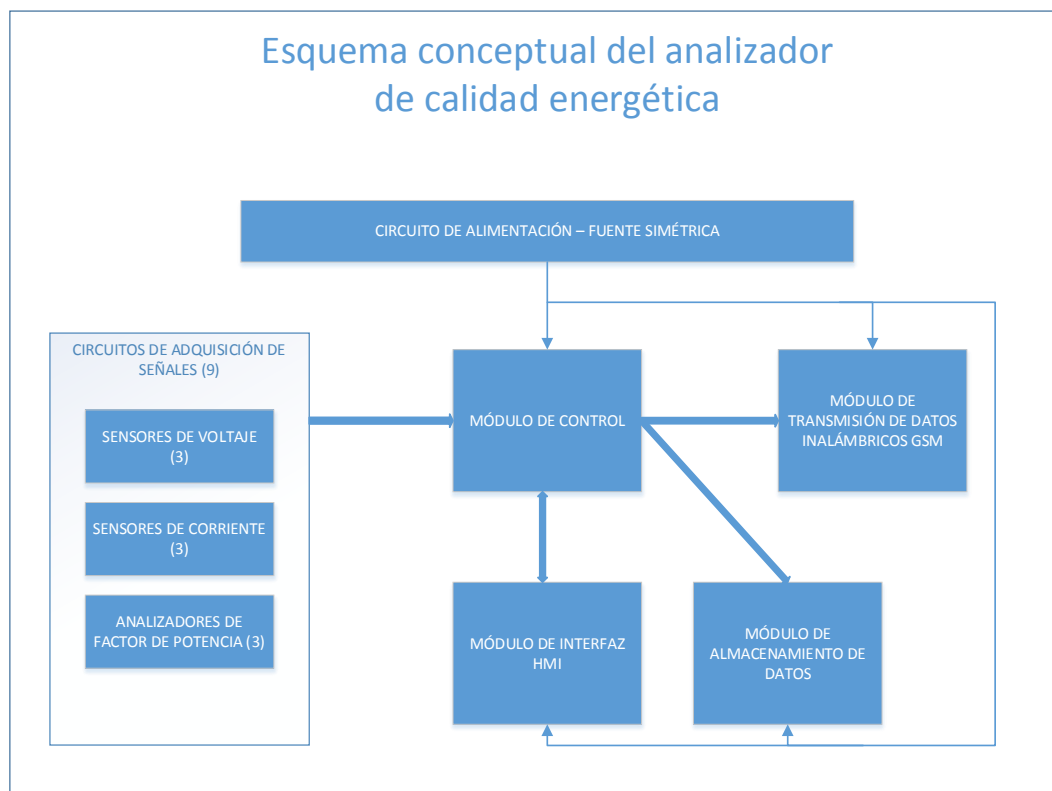 Esquema conceptual del analizador
de calidad energética
CIRCUITO DE ALIMENTACIÓN – FUENTE SIMÉTRICA
CIRCUITOS DE ADQUISICIÓN DE
SEÑALES (9)
SENSORES DE VOLTAJE
(3)
SENSORES DE CORRIENTE
(3)
ANALIZADORES DE
FACTOR DE POTENCIA (3)
MÓDULO DE CONTROL
MÓDULO DE
TRANSMISIÓN DE DATOS
INALÁMBRICOS GSM
MÓDULO DE INTERFAZ
HMI
MÓDULO DE
ALMACENAMIENTO DE
DATOS